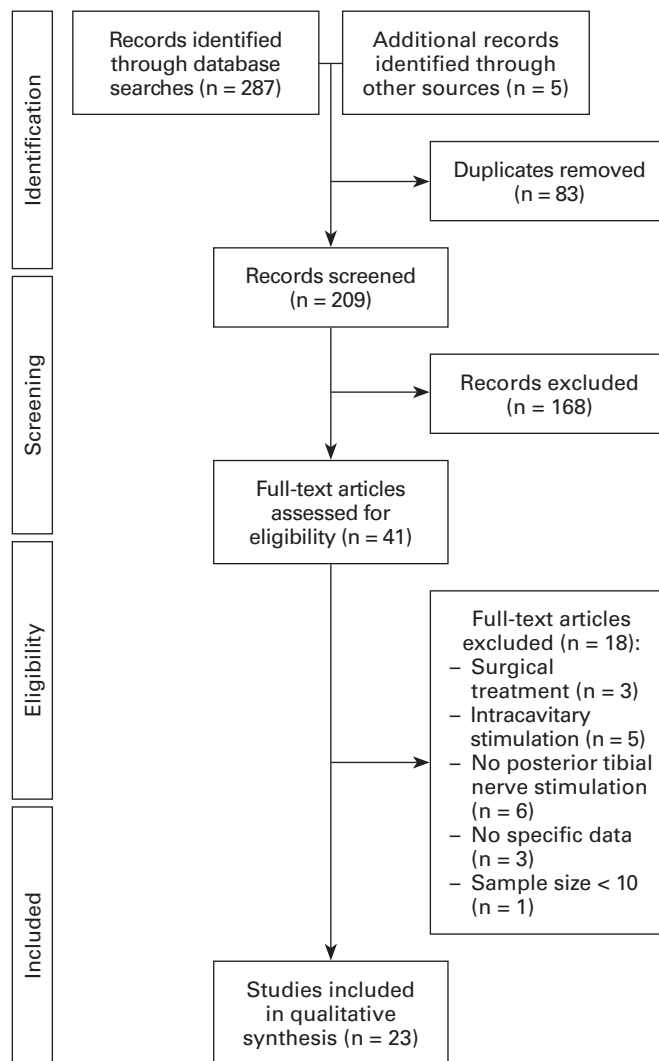 Records identified
through database
searches (n = 287)
Additional records
identified through
other sources (n = 5)
Identification
Duplicates removed
(n = 83)
Records screened
(n = 209)
Screening
Records excluded
(n = 168)
Full-text articles
assessed for
eligibility (n = 41)
Eligibility
Full-text articles
excluded (n = 18):
– Surgical
treatment (n = 3)
– Intracavitary
stimulation (n = 5)
– No posterior tibial
nerve stimulation
(n = 6)
– No specific data
(n = 3)
– Sample size < 10
(n = 1)
Included
Studies included
in qualitative
synthesis (n = 23)